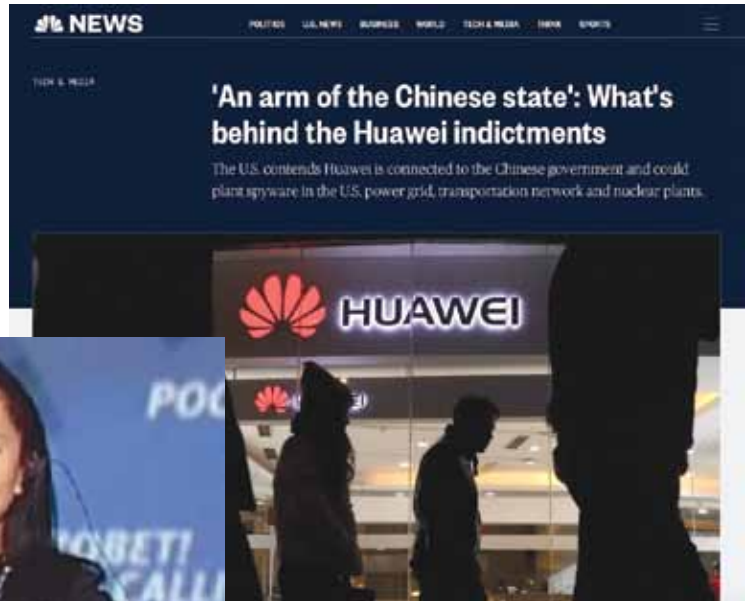 NEWS
POLITICS U.S. NEWS BUSINESS WORLD TECH & MEDIA THINK SPORTS
TECH & MEDIA
'An arm of the Chinese state': What's
behind the Huawei indictments
The U.S. contends Huawei is connected to the Chinese government and could
plant spyware in the U.S. power grid, transportation network and nuclear plants.
HUAWEI
РОС
CALL